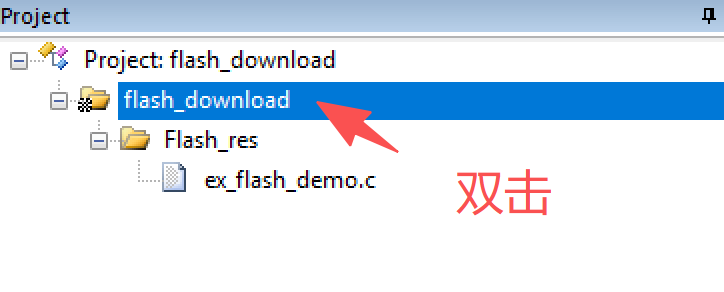 Project
Project: flash_download
flash_download
Flash_res
ex_flash_demo.c
双击